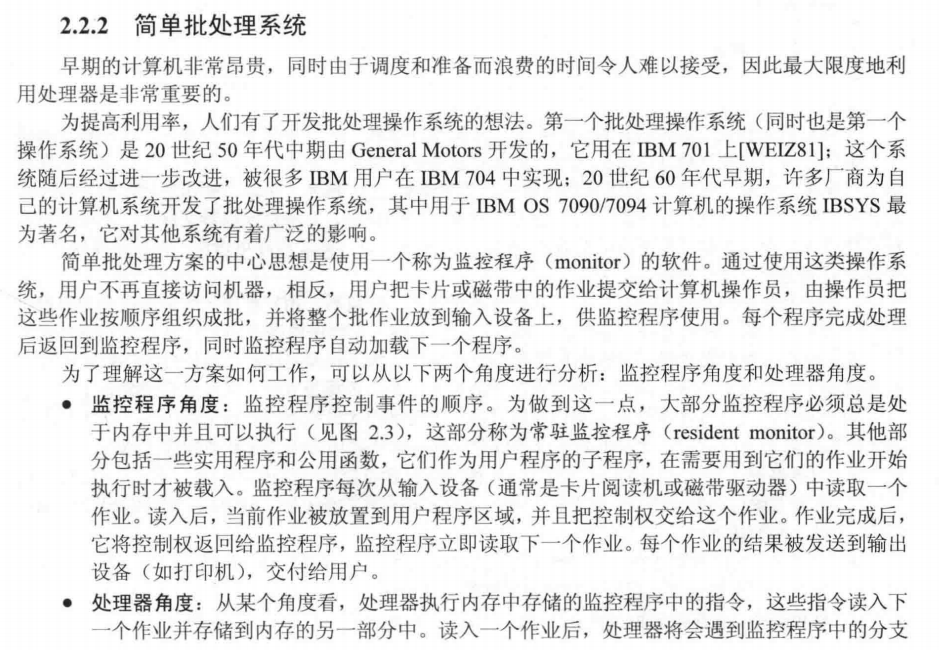 2.2.2 简单批处理系统
早期的计算机非常昂贵，同时由于调度和准备而浪费的时间令人难以接受，因此最大限度地利
用处理器是非常重要的。
为提高利用率，人们有了开发批处理操作系统的想法。第一个批处理操作系统（同时也是第一个
操作系统）是 20 世纪 50 年代中期由 General Motors 开发的，它用在 IBM 701 上[WEIZ81]；这个系
统随后经过进一步改进，被很多 IBM 用户在 IBM 704 中实现；20 世纪 60 年代早期，许多厂商为自
己的计算机系统开发了批处理操作系统，其中用于 IBM OS 7090/7094 计算机的操作系统 IBSYS 最
为著名，它对其他系统有着广泛的影响。
简单批处理方案的中心思想是使用一个称为监控程序（monitor）的软件。通过使用这类操作系
统，用户不再直接访问机器，相反，用户把卡片或磁带中的作业提交给计算机操作员，由操作员把
这些作业按顺序组织成批，并将整个批作业放到输入设备上，供监控程序使用。每个程序完成处理
后返回到监控程序，同时监控程序自动加载下一个程序。
为了理解这一方案如何工作，可以从以下两个角度进行分析：监控程序角度和处理器角度。
● 监控程序角度：监控程序控制事件的顺序。为做到这一点，大部分监控程序必须总是处
于内存中并且可以执行（见图 2.3），这部分称为常驻监控程序（resident monitor）。其他部
分包括一些实用程序和公用函数，它们作为用户程序的子程序，在需要用到它们的作业开始
执行时才被载入。监控程序每次从输入设备（通常是卡片阅读机或磁带驱动器）中读取一个
作业。读入后，当前作业被放置到用户程序区域，并且把控制权交给这个作业。作业完成后，
它将控制权返回给监控程序，监控程序立即读取下一个作业。每个作业的结果被发送到输出
设备（如打印机），交付给用户。
● 处理器角度：从某个角度看，处理器执行内存中存储的监控程序中的指令，这些指令读入下
一个作业并存储到内存的另一部分中。读入一个作业后，处理器将会遇到监控程序中的分支